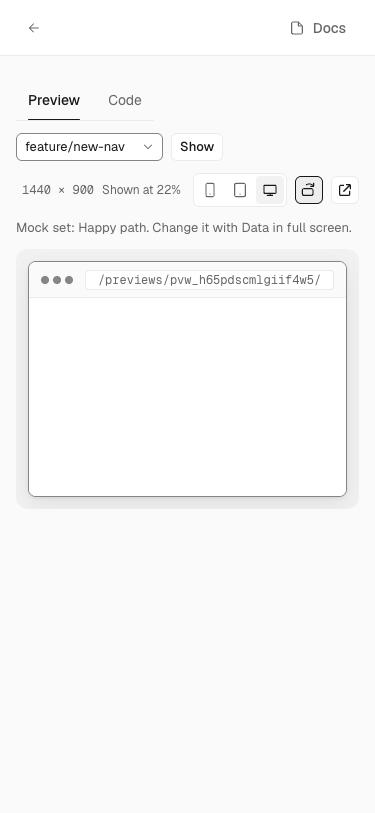 Docs
Preview Code
feature/new-nav Show
1440 × 900 Shown at 22%
Mock set: Happy path. Change it with Data in full screen.
/previews/pvw_h65pdscmlgiif4w5/